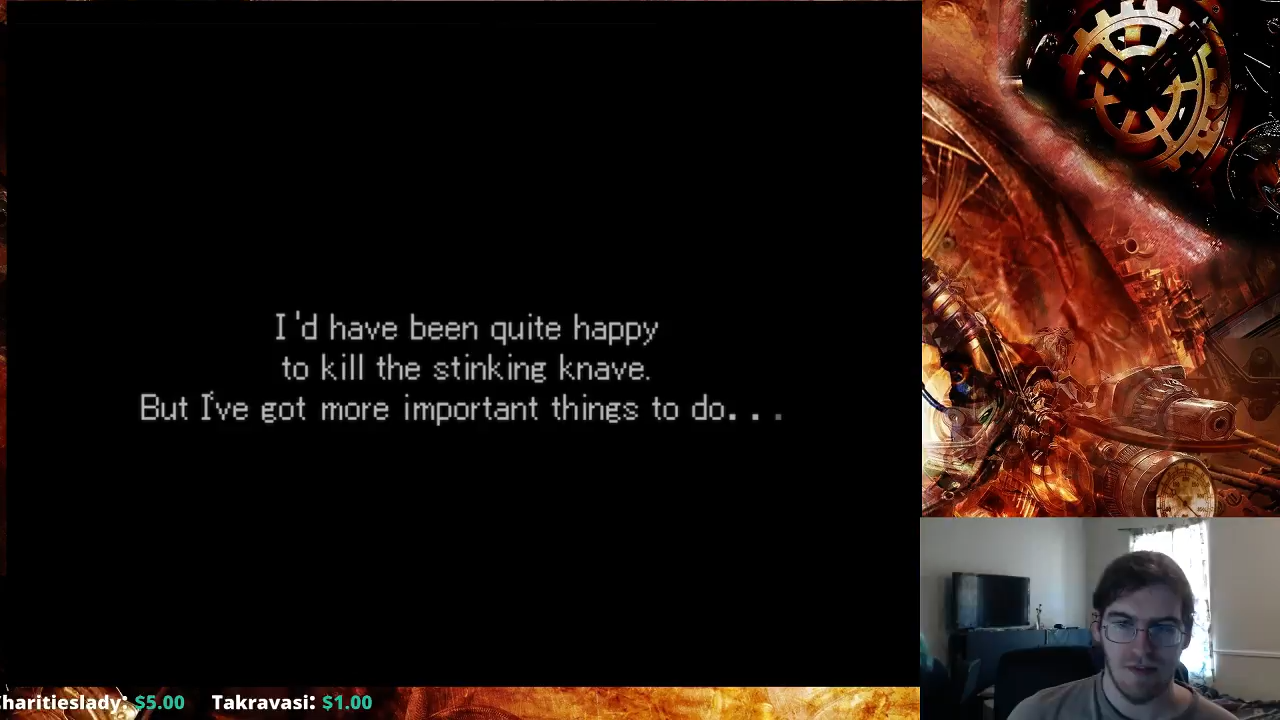 I'd have been quite happy
to kill the stinking knave.
But I've got more important things to do...
haritieslady: $5.00 Takravasi: $1.00